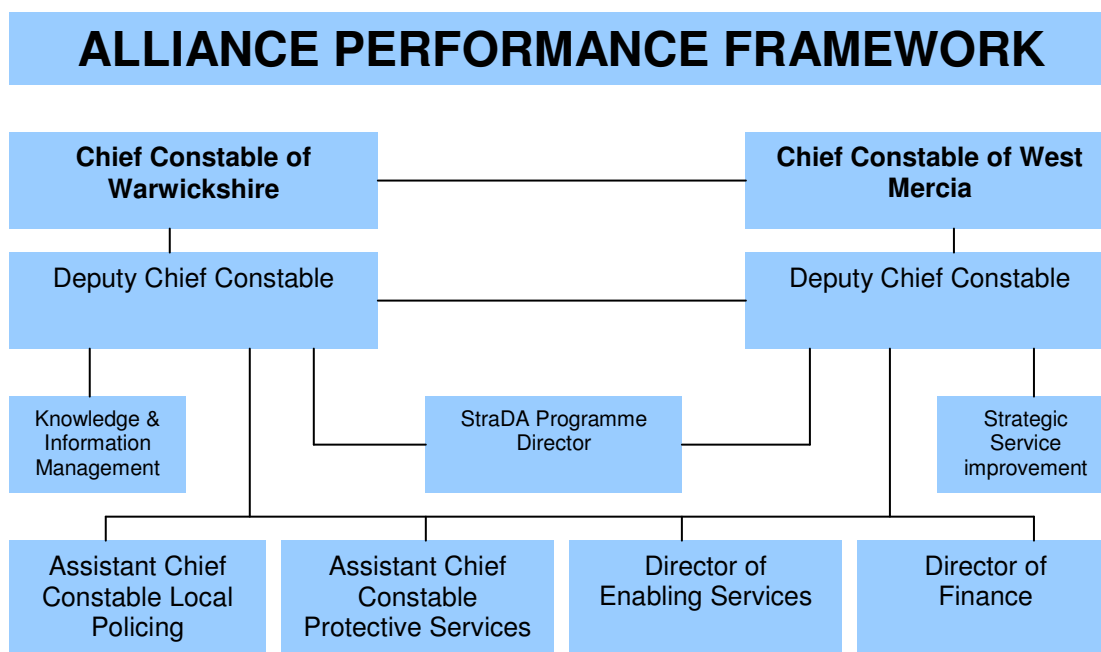 ALLIANCE PERFORMANCE FRAMEWORK
Chief Constable of
Warwickshire
Chief Constable of West
Mercia
Deputy Chief Constable
Deputy Chief Constable
Knowledge &
Information
Management
StraDA Programme
Director
Strategic
Service
improvement
Assistant Chief
Constable Local
Policing
Assistant Chief
Constable
Protective Services
Director of
Enabling Services
Director of
Finance